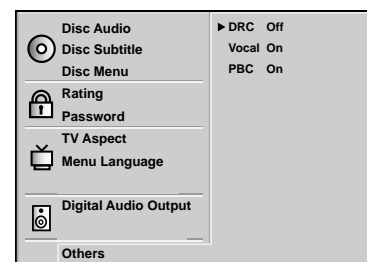 Disc Audio
Disc Subtitle
Disc Menu
Rating
Password
TV Aspect
Menu Language
Digital Audio Output
Others
DRC Off
Vocal On
PBC On